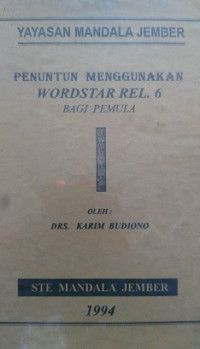 YAYASAN MANDALA JEMBER
PENUNTUN MENGGUNAKAN
WORDSTAR REL. 6
BAGI PEMULA
OLEH :
DRS. KARIM BUDIONO
STE MANDALA JEMBER
1994